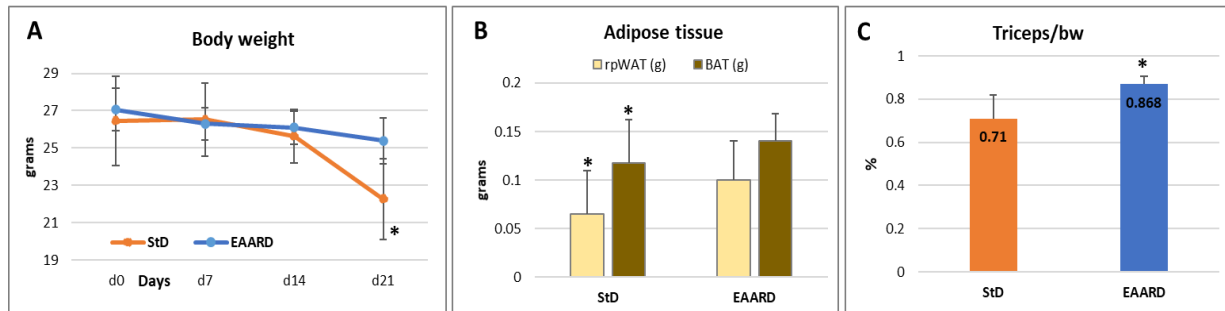 A
Body weight
29
27
25
23
21
19
grams
StD
EAARD
*
d0
Days
d7
d14
d21
B
Adipose tissue
rpWAT (g)
BAT (g)
0.2
0.15
0.1
0.05
0
grams
*
*
StD
EAARD
C
Triceps/bw
1
0.8
0.6
0.4
0.2
0
%
0.71
*
0.868
StD
EAARD